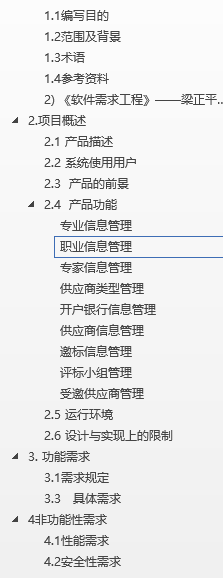 1.1编写目的
1.2范围及背景
1.3术语
1.4参考资料
2) 《软件需求工程》——梁正平...
2.项目概述
2.1 产品描述
2.2 系统使用用户
2.3 产品的前景
2.4 产品功能
专业信息管理
职业信息管理
专家信息管理
供应商类型管理
开户银行信息管理
供应商信息管理
邀标信息管理
评标小组管理
受邀供应商管理
2.5 运行环境
2.6 设计与实现上的限制
3. 功能需求
3.1需求规定
3.3 具体需求
4非功能性需求
4.1性能需求
4.2安全性需求